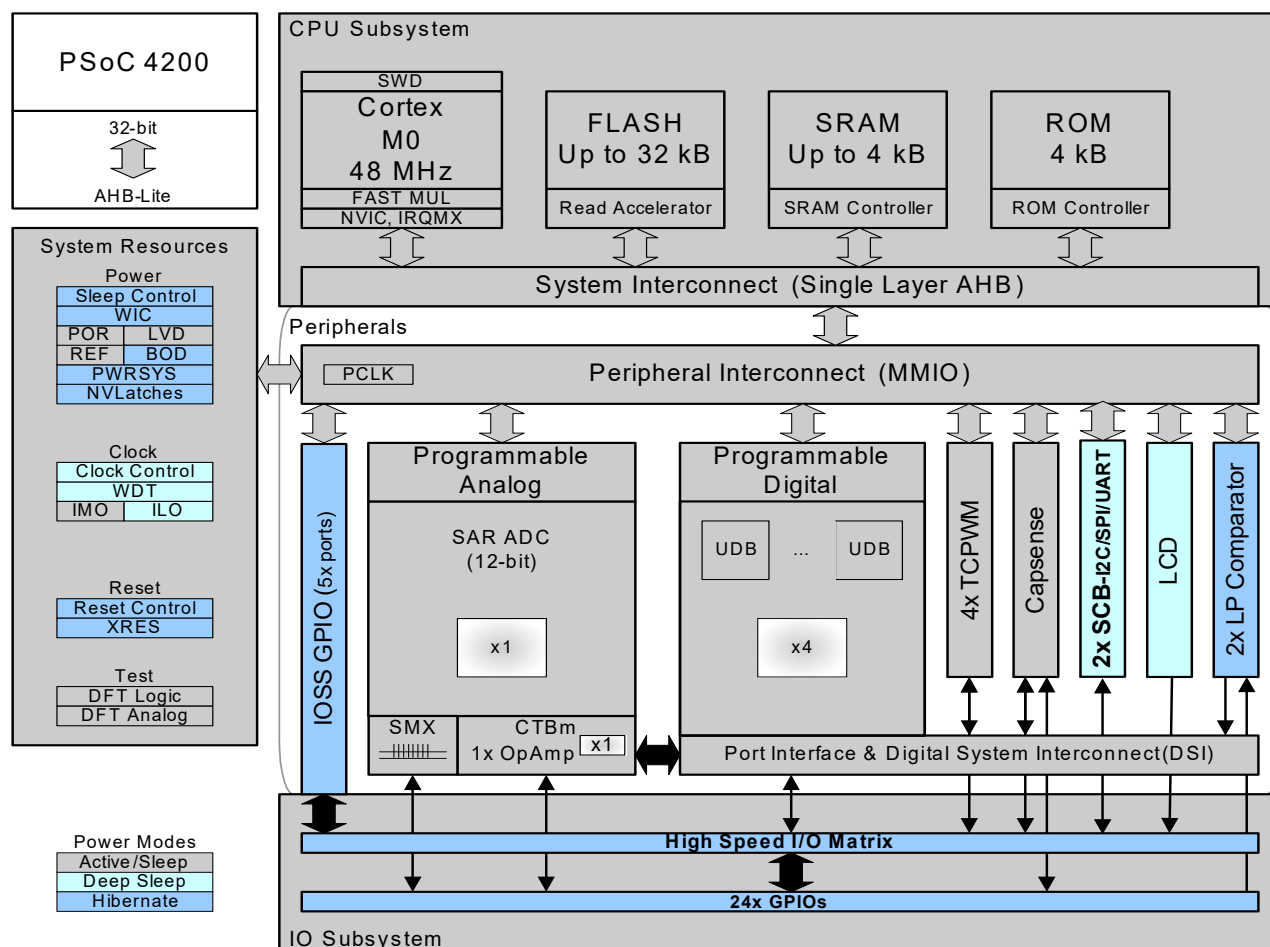 PSoC 4200
32-bit
AHB-Lite
CPU Subsystem
SWD
Cortex
M0
48 MHz
FAST MUL
NVIC, IRQMX
FLASH
Up to 32 kB
Read Accelerator
SRAM
Up to 4 kB
SRAM Controller
ROM
4 kB
ROM Controller
System Interconnect (Single Layer AHB)
System Resources
Power
Sleep Control
WIC
POR
LVD
REF
BOD
PWRSYS
NVLatches
Clock
Clock Control
WDT
IMO
ILO
Reset
Reset Control
XRES
Test
DFT Logic
DFT Analog
Peripherals
PCLK
Peripheral Interconnect (MMIO)
IOSS GPIO (5x ports)
Programmable
Analog
SAR ADC
(12-bit)
x1
SMX
CTBm
1x OpAmp
x1
Programmable
Digital
UDB
...
UDB
x4
4x TCPWM
Capsense
2x SCB-I2C/SPI/UART
LCD
2x LP Comparator
Port Interface & Digital System Interconnect(DSI)
High Speed I/O Matrix
24x GPIOs
IO Subsystem
Power Modes
Active/Sleep
Deep Sleep
Hibernate